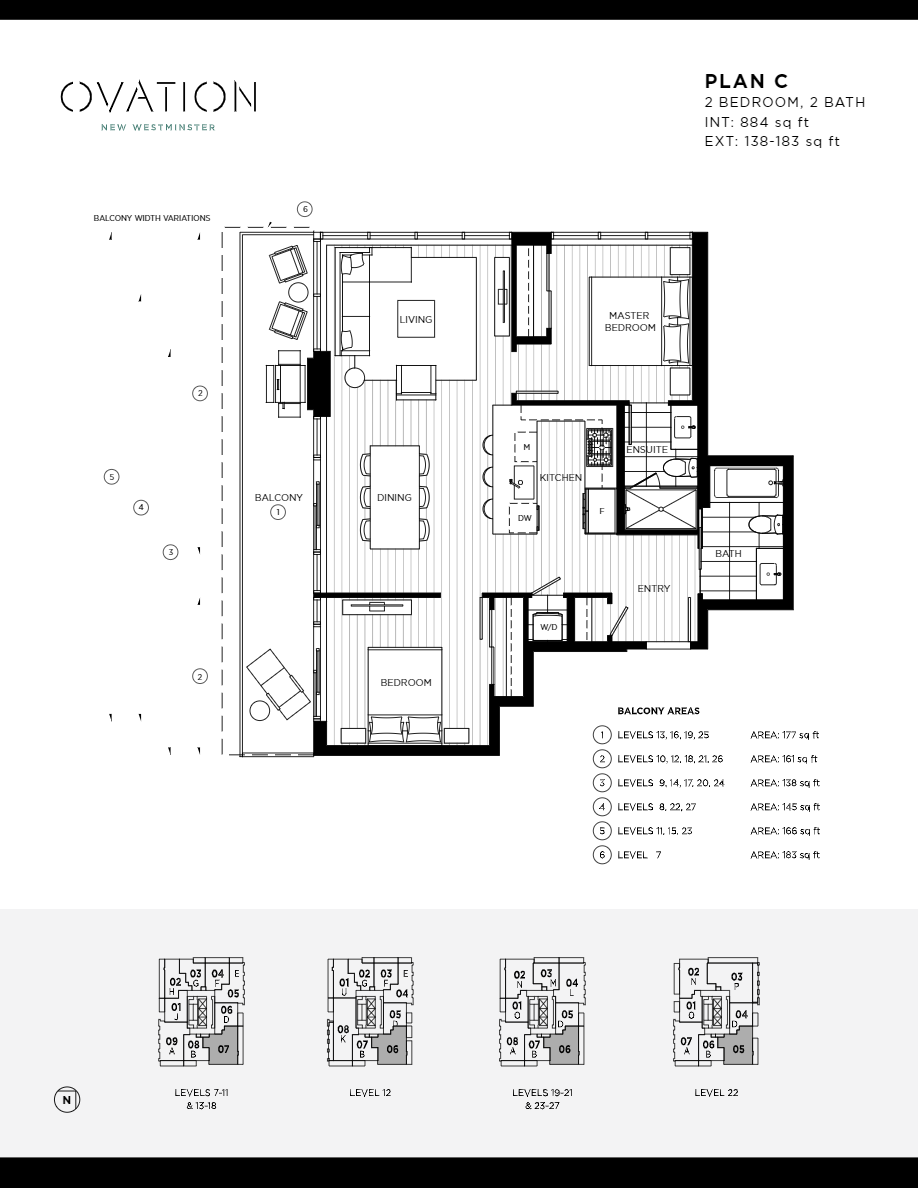 OVATION
NEW WESTMINSTER
PLAN C
2 BEDROOM, 2 BATH
INT: 884 sq ft
EXT: 138-183 sq ft
BALCONY WIDTH VARIATIONS
6
LIVING
MASTER
BEDROOM
2
M
ENSUITE
5
4
BALCONY
1
DINING
KITCHEN
DW
F
3
BATH
ENTRY
W/D
2
BEDROOM
BALCONY AREAS
1 LEVELS 13, 16, 19, 25 AREA: 177 sq ft
2 LEVELS 10, 12, 18, 21, 26 AREA: 161 sq ft
3 LEVELS 9, 14, 17, 20, 24 AREA: 138 sq ft
4 LEVELS 8, 22, 27 AREA: 145 sq ft
5 LEVELS 11, 15, 23 AREA: 166 sq ft
6 LEVEL 7 AREA: 183 sq ft
02 H 03 G 04 F E 05
01 J 06 D
09 A 08 B 07
LEVELS 7-11
& 13-18
01 U 02 G 03 F E 04
08 K 05 D
07 B 06
LEVEL 12
02 N 03 M 04 L
01 O 05 D
08 A 07 B 06
LEVELS 19-21
& 23-27
02 N 03 P
01 O 04 D
07 A 06 B 05
LEVEL 22
N